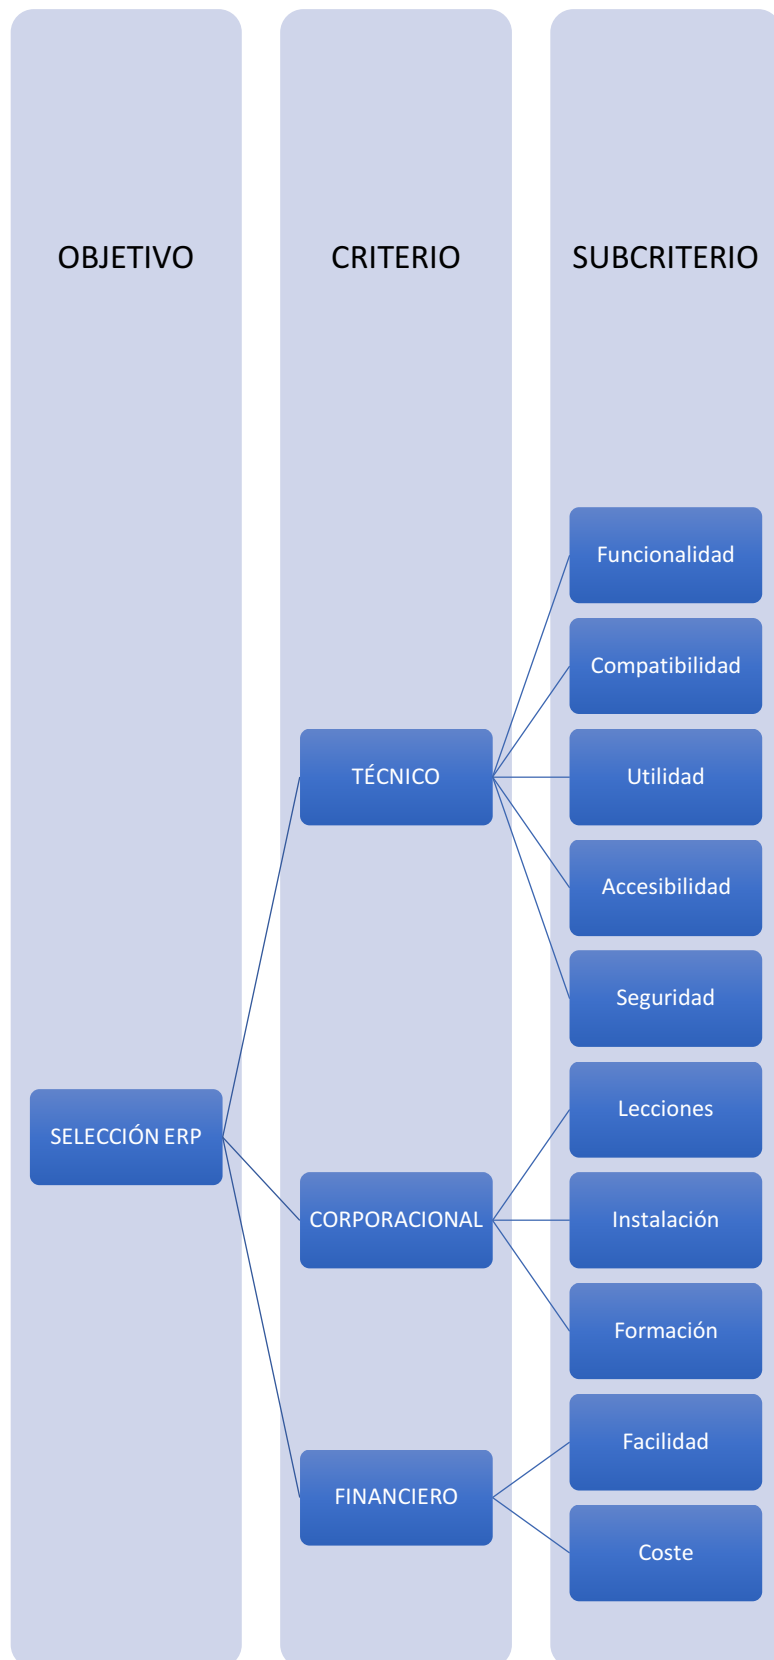 OBJETIVO
CRITERIO
SUBCRITERIO
SELECCIÓN ERP
TÉCNICO
Funcionalidad
Compatibilidad
Utilidad
Accesibilidad
Seguridad
CORPORACIONAL
Lecciones
Instalación
Formación
FINANCIERO
Facilidad
Coste